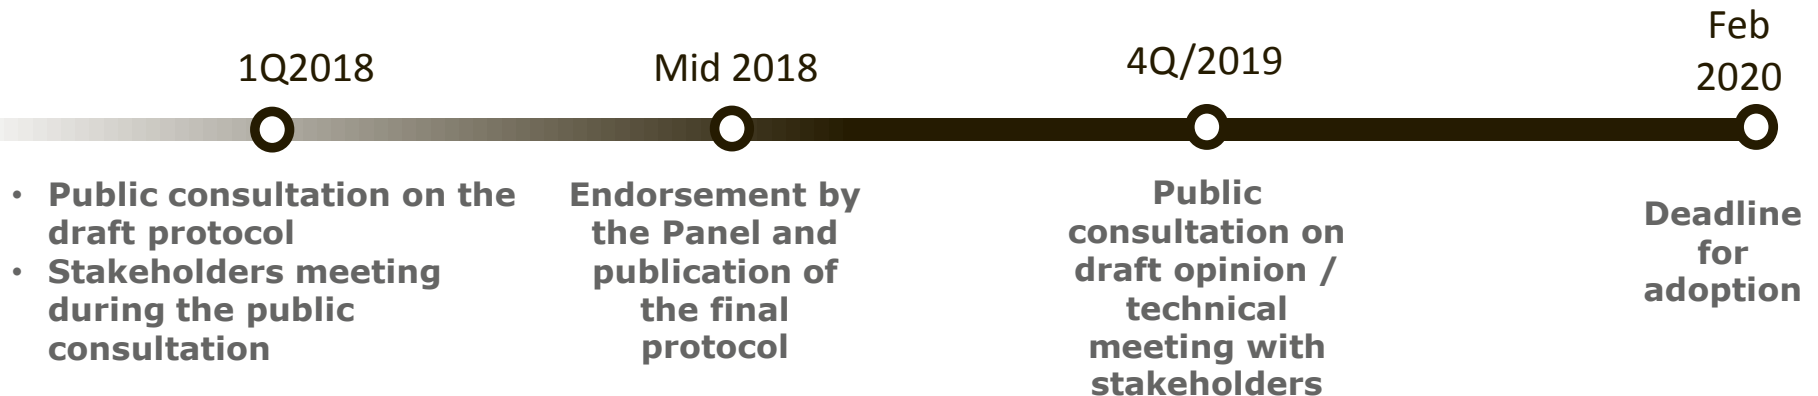 1Q2018
• Public consultation on the
draft protocol
• Stakeholders meeting
during the public
consultation
Mid 2018
Endorsement by
the Panel and
publication of
the final
protocol
4Q/2019
Public
consultation on
draft opinion /
technical
meeting with
stakeholders
Feb
2020
Deadline
for
adoption